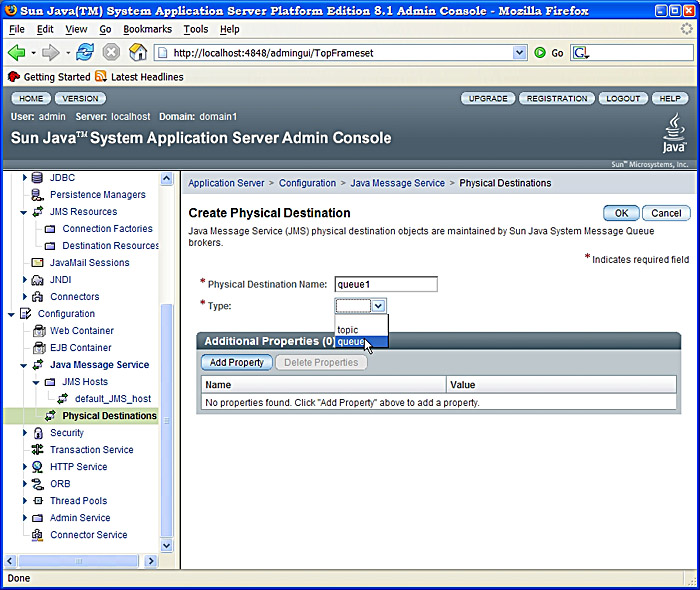 Sun Java(TM) System Application Server Platform Edition 8.1 Admin Console - Mozilla Firefox
File Edit View Go Bookmarks Tools Help
http://localhost:4848/admingui/TopFrameset Go G
Getting Started Latest Headlines
HOME VERSION UPGRADE REGISTRATION LOGOUT HELP
User: admin Server: localhost Domain: domain1
Sun Java™ System Application Server Admin Console
Java
Sun™ Microsystems, Inc.
JDBC
Persistence Managers
JMS Resources
Connection Factories
Destination Resources
JavaMail Sessions
JNDI
Connectors
Configuration
Web Container
EJB Container
Java Message Service
JMS Hosts
default_JMS_host
Physical Destinations
Security
Transaction Service
HTTP Service
ORB
Thread Pools
Admin Service
Connector Service
Application Server > Configuration > Java Message Service > Physical Destinations
Create Physical Destination
OK Cancel
Java Message Service (JMS) physical destination objects are maintained by Sun Java System Message Queue
brokers.
* Indicates required field
* Physical Destination Name: queue1
* Type:
topic
queue
Additional Properties (0)
Add Property Delete Properties
Name Value
No properties found. Click "Add Property" above to add a property.
Done